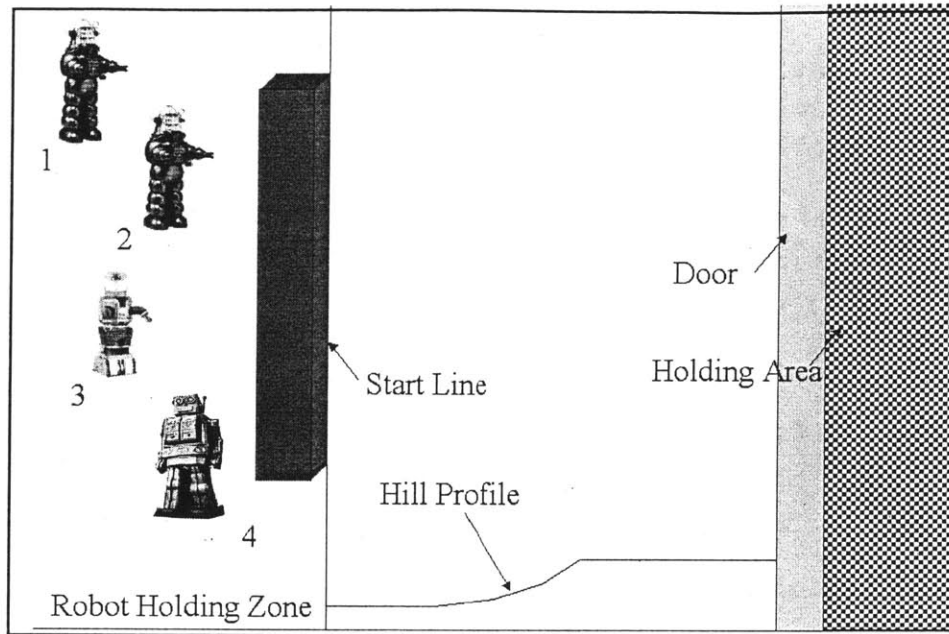 1
2
Door
3
Start Line
Holding Area
Hill Profile
4
Robot Holding Zone